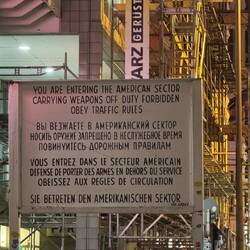 YOU ARE ENTERING THE AMERICAN SECTOR
CARRYING WEAPONS OFF DUTY FORBIDDEN
OBEY TRAFFIC RULES
ВЫ ВЪЕЗЖАЕТЕ В АМЕРИКАНСКИЙ СЕКТОР
НОСИТЬ ОРУЖИЕ ЗАПРЕЩЕНО В НЕСЛУЖЕБНОЕ ВРЕМЯ
ПОВИНУЙТЕСЬ ДОРОЖНЫМ ПРАВИЛАМ
VOUS ENTREZ DANS LE SECTEUR AMÉRICAIN
DÉFENSE DE PORTER DES ARMES EN DEHORS DU SERVICE
OBÉISSEZ AUX RÈGLES DE CIRCULATION
SIE BETRETEN DEN AMERIKANISCHEN SEKTOR
US ARMY
ARZ GERÜST